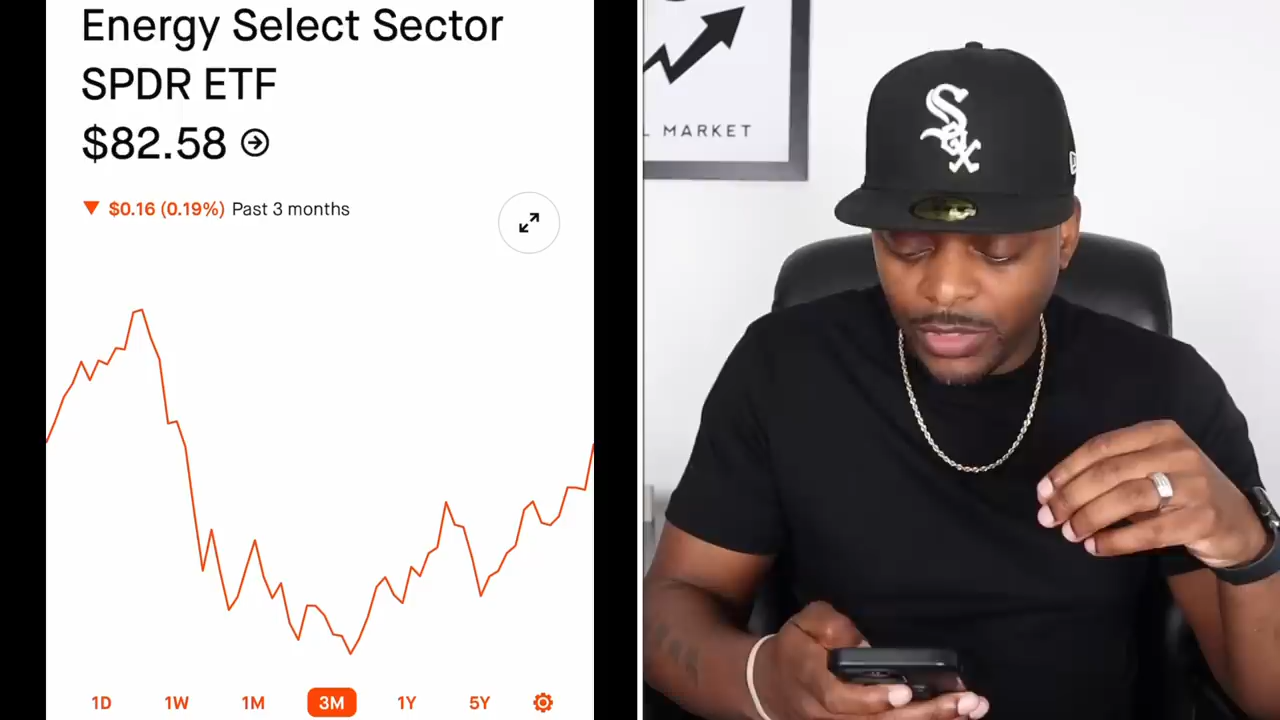 Energy Select Sector
SPDR ETF
$82.58
▼ $0.16 (0.19%) Past 3 months
1D 1W 1M 3M 1Y 5Y
L MARKET
Sox